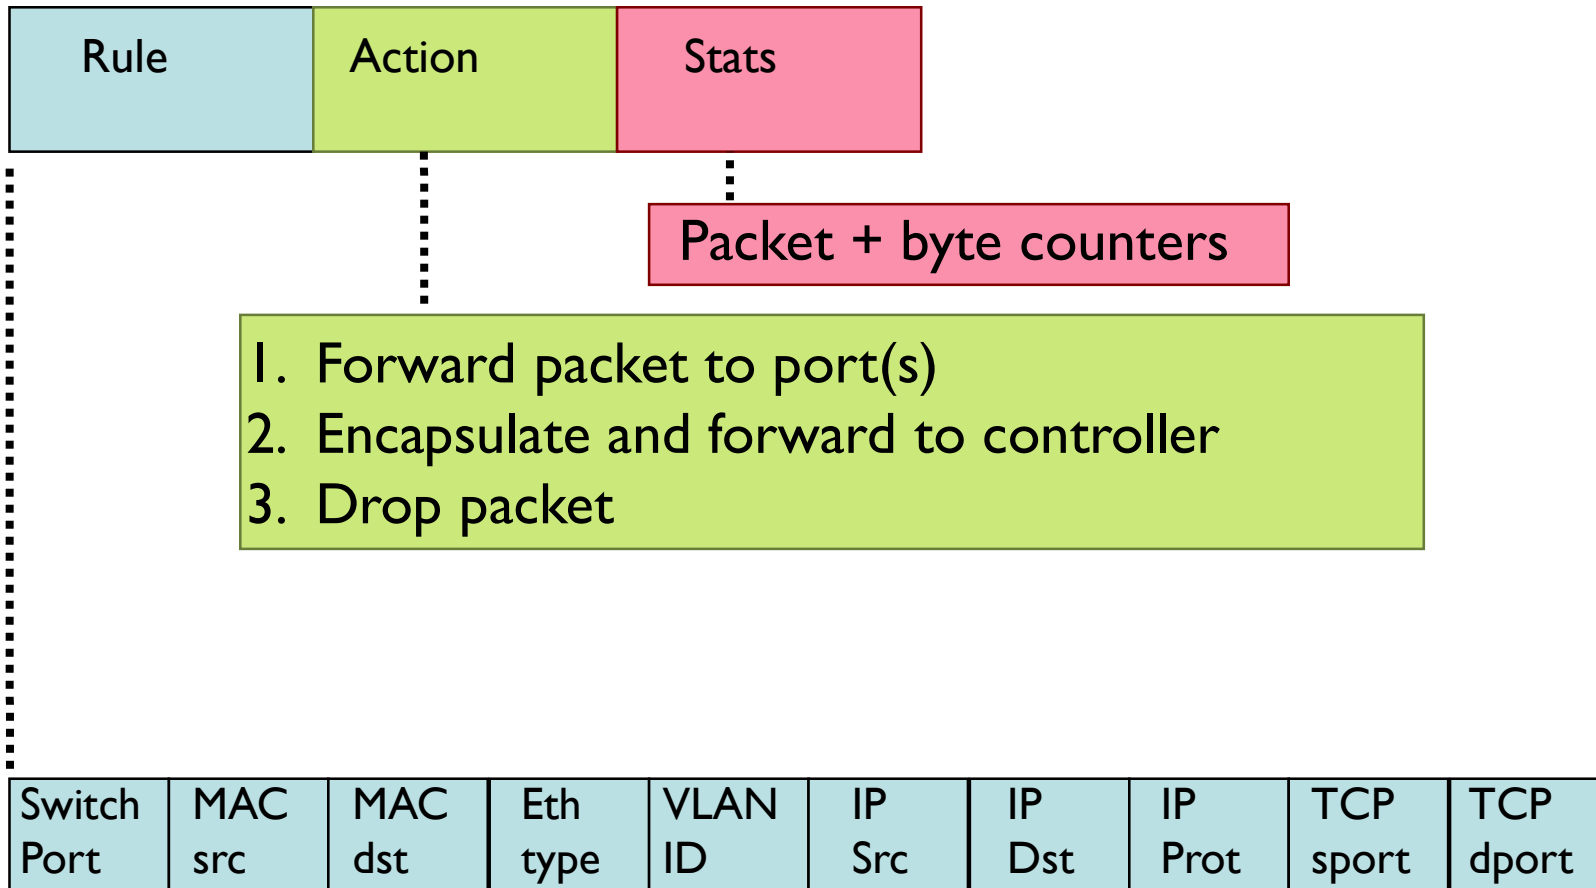 Rule Action Stats
Packet + byte counters
1. Forward packet to port(s)
2. Encapsulate and forward to controller
3. Drop packet
Switch Port
MAC src
MAC dst
Eth type
VLAN ID
IP Src
IP Dst
IP Prot
TCP sport
TCP dport